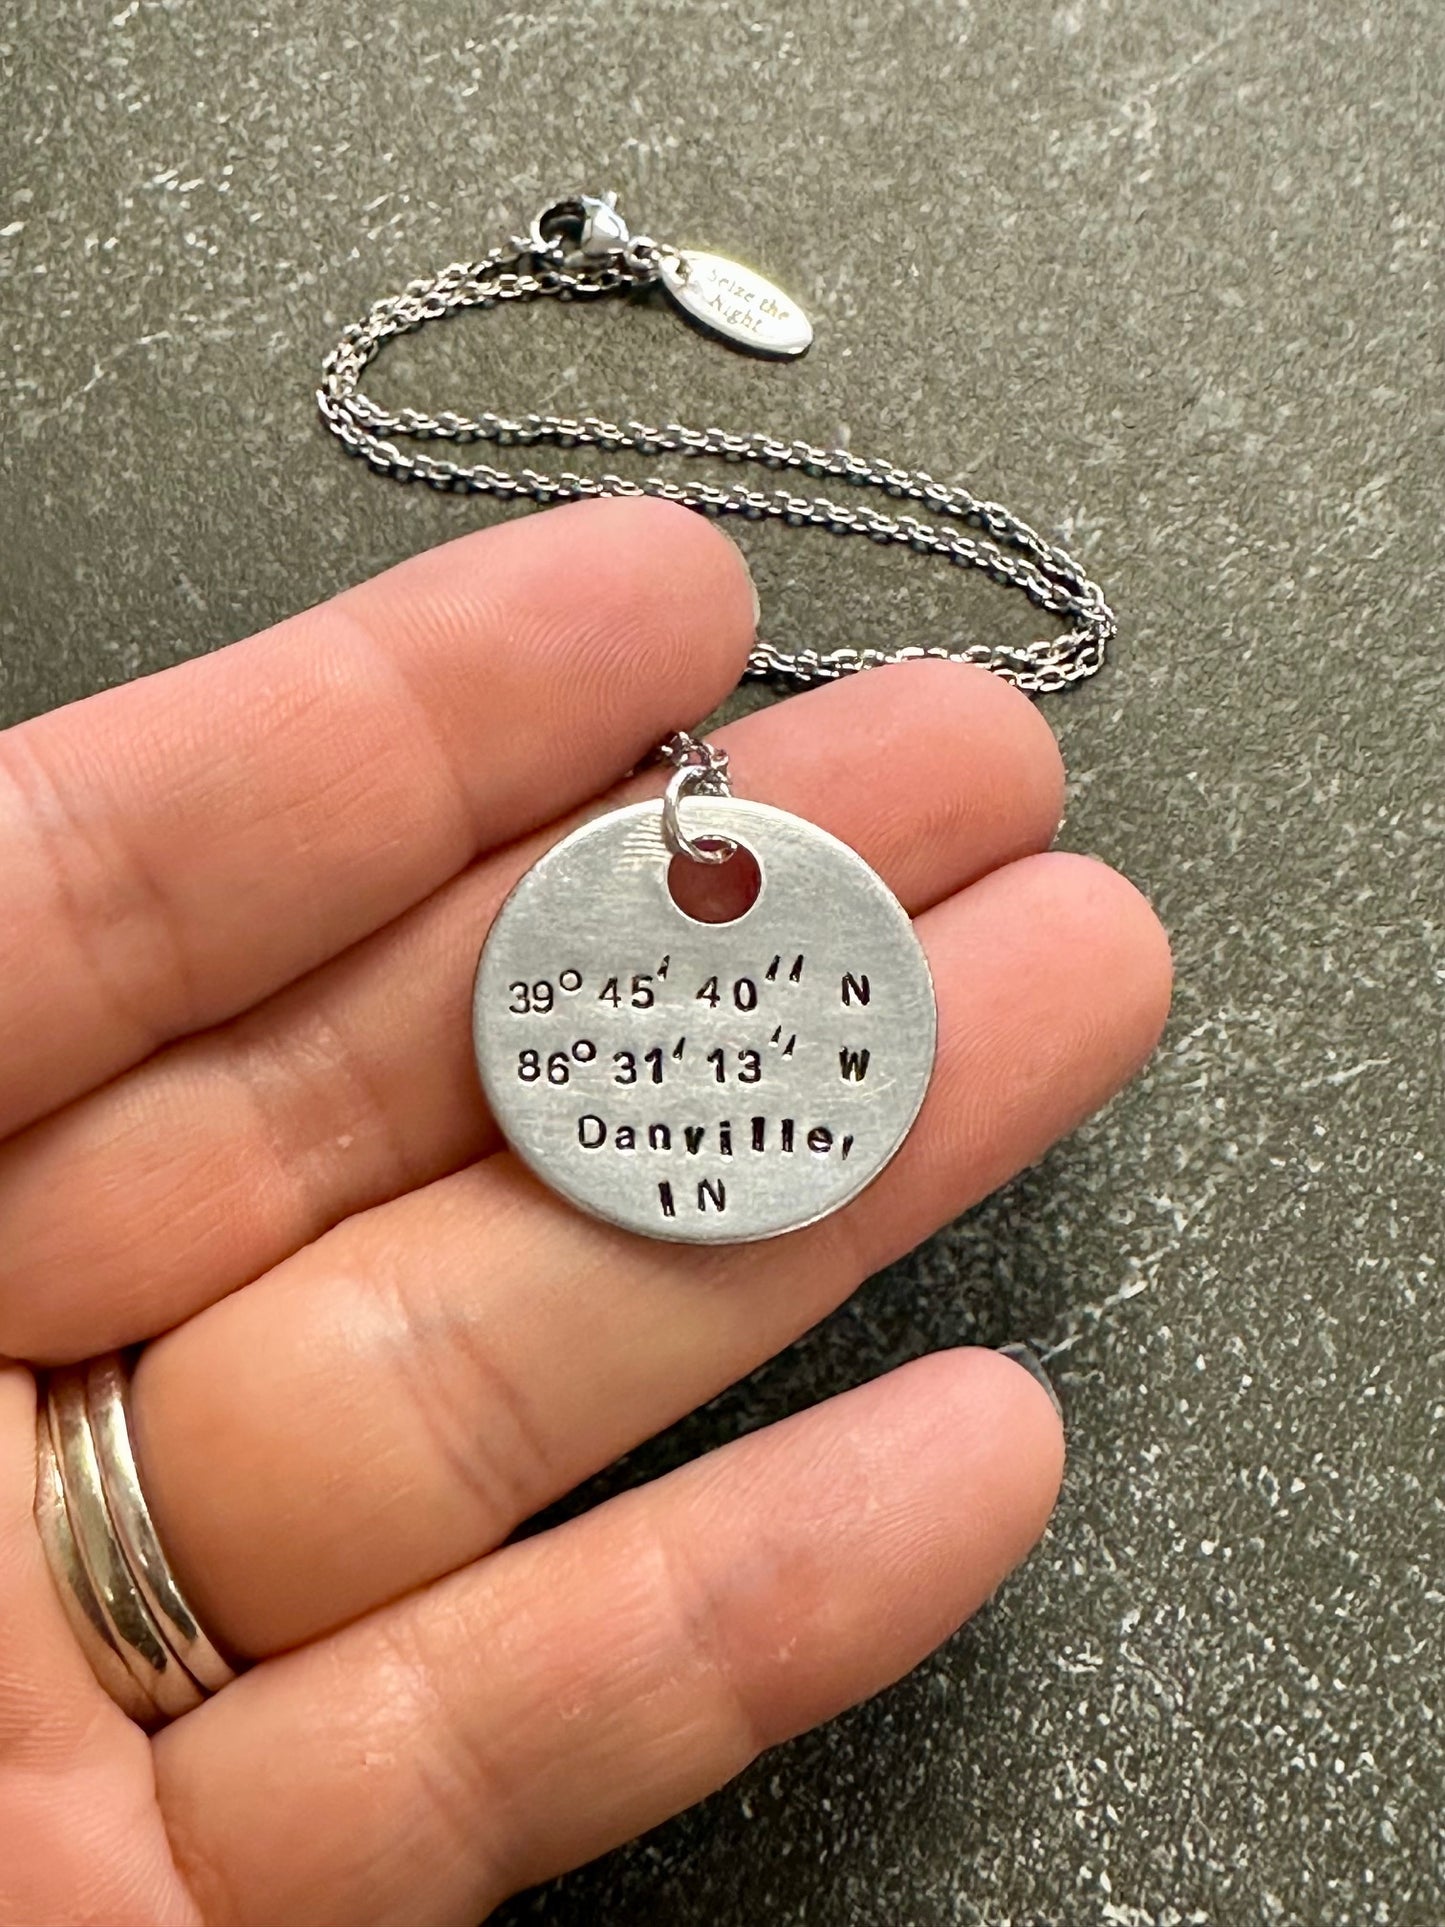 Seize the
Night
39° 45' 40'' N
86° 31' 13'' W
Danville,
IN